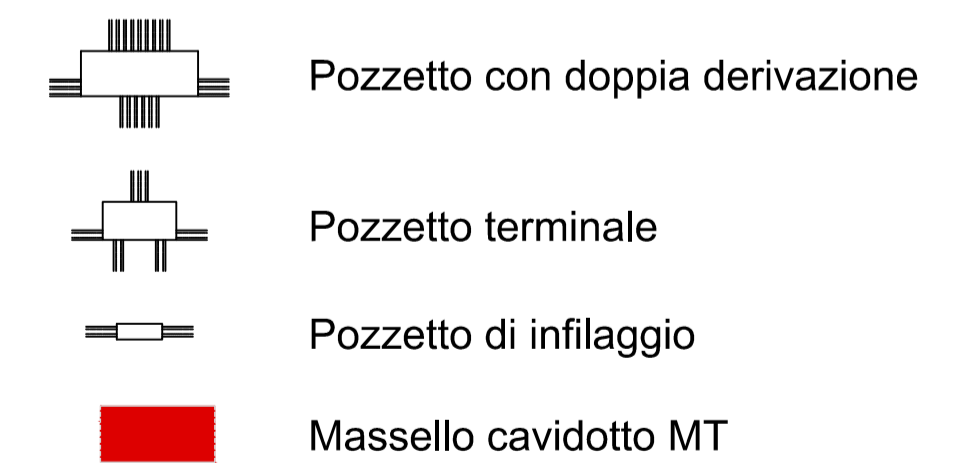 Pozzetto con doppia derivazione
Pozzetto terminale
Pozzetto di infilaggio
Massello cavidotto MT